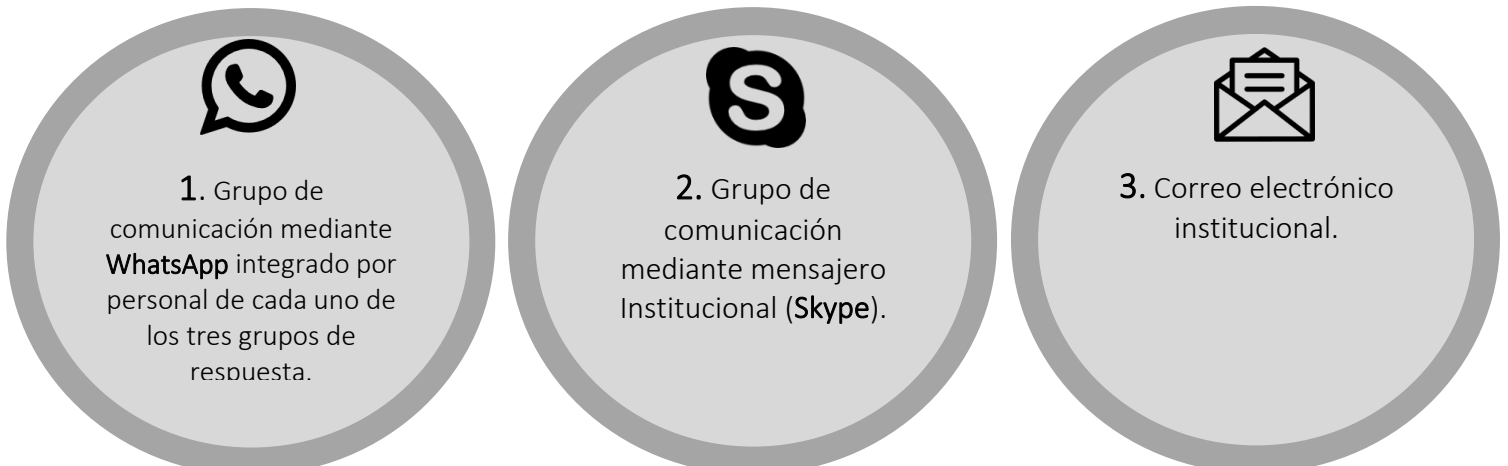 1. Grupo de
comunicación mediante
WhatsApp integrado por
personal de cada uno de
los tres grupos de
respuesta.
2. Grupo de
comunicación
mediante mensajero
Institucional (Skype).
3. Correo electrónico
institucional.